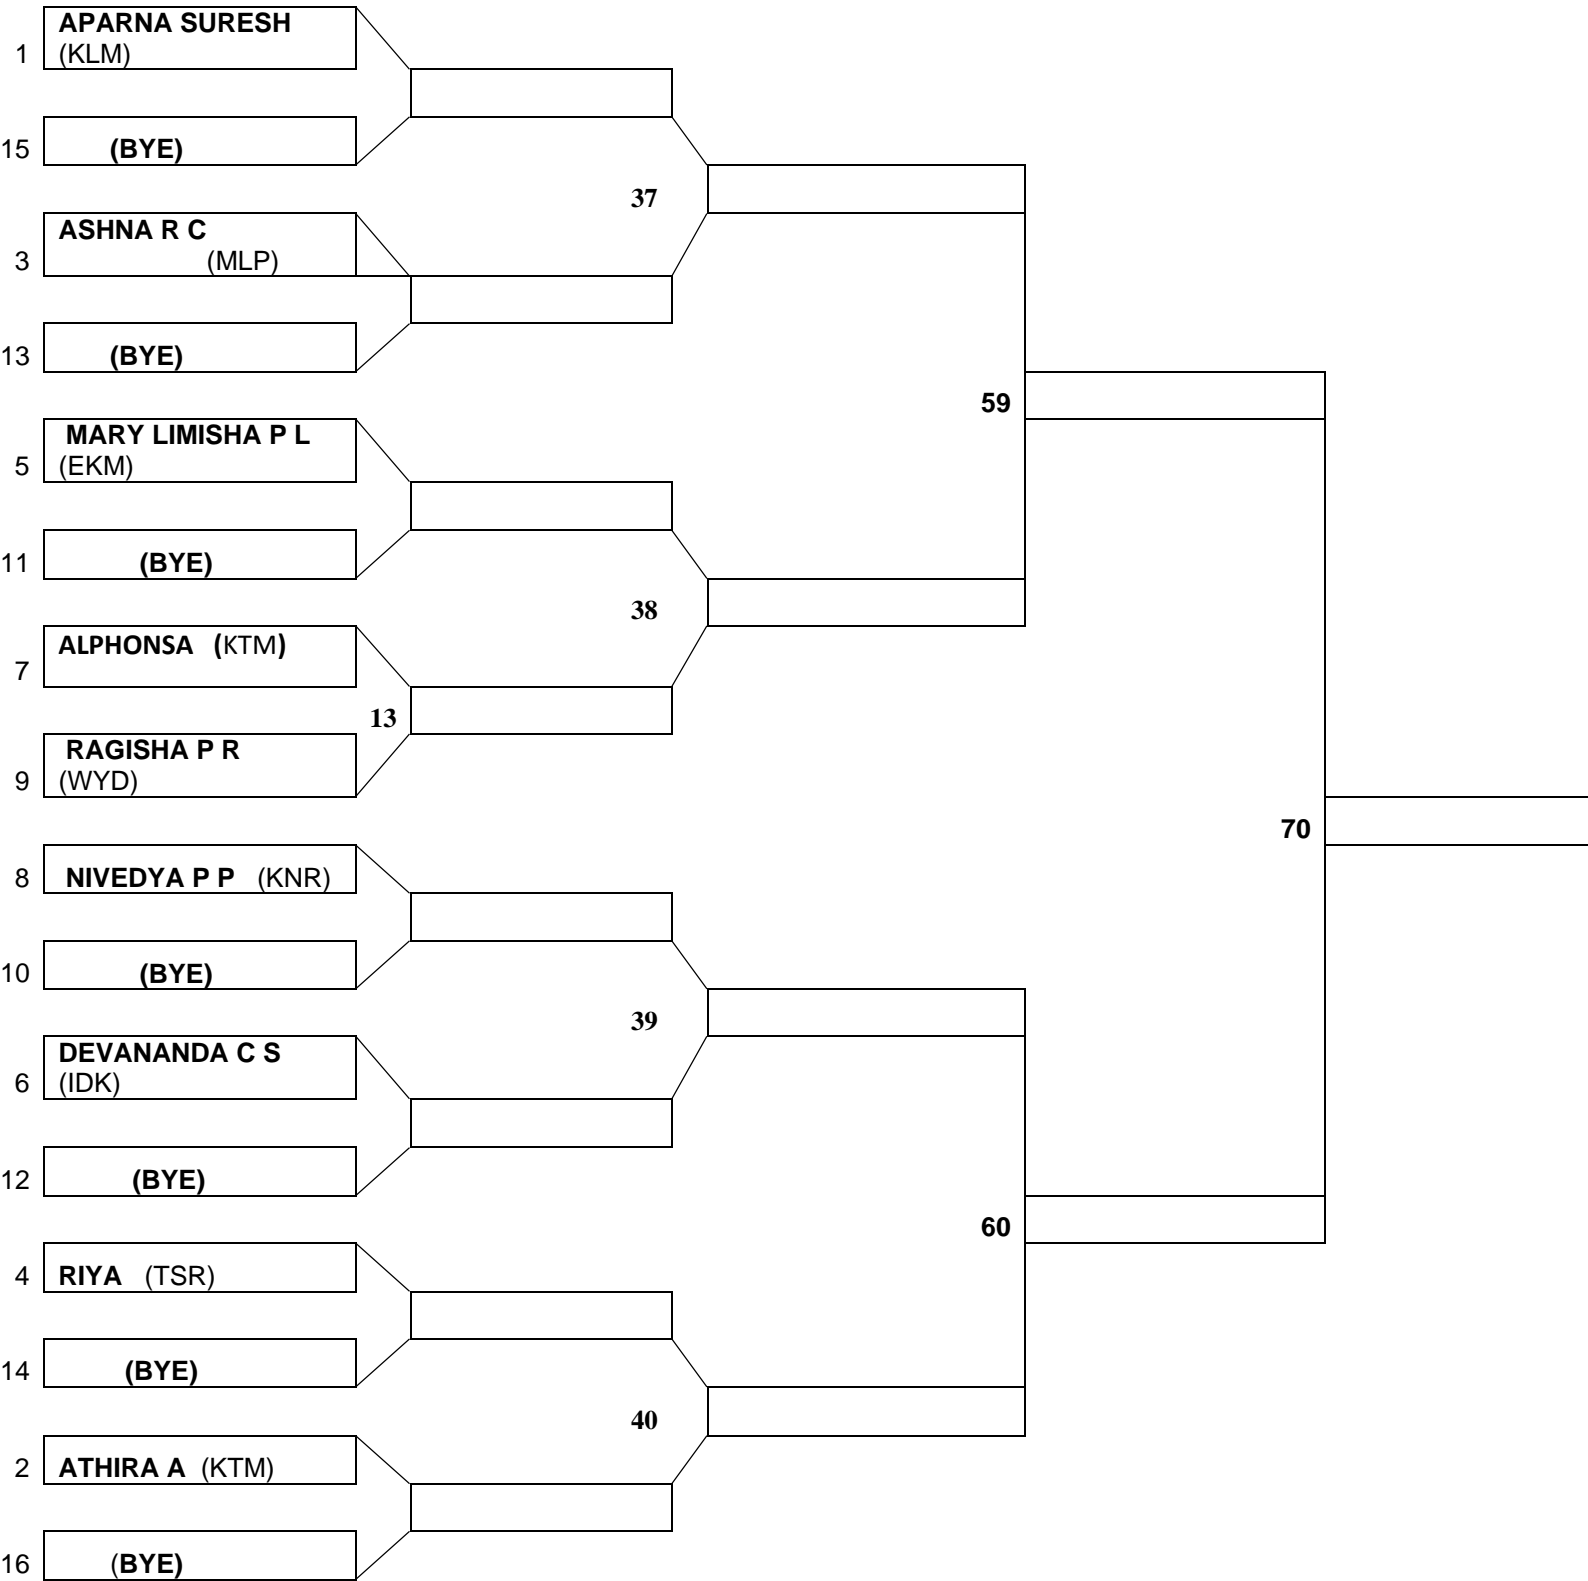 APARNA SURESH
1 (KLM)
15 (BYE)
37
ASHNA R C
3 (MLP)
13 (BYE)
59
MARY LIMISHA P L
5 (EKM)
11 (BYE)
38
ALPHONSA (KTM)
7
13
RAGISHA P R
9 (WYD)
70
8 NIVEDYA P P (KNR)
10 (BYE)
39
DEVANANDA C S
6 (IDK)
12 (BYE)
60
4 RIYA (TSR)
14 (BYE)
40
2 ATHIRA A (KTM)
16 (BYE)